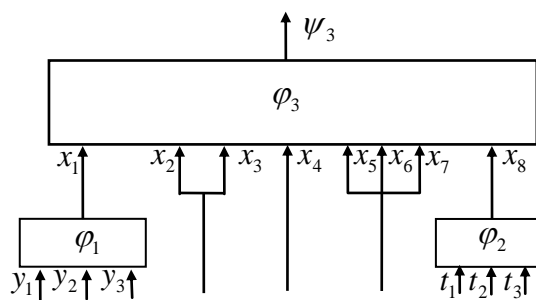 ψ₃
φ₃
x₁ x₂ x₃ x₄ x₅ x₆ x₇ x₈
φ₁ φ₂
y₁ y₂ y₃ t₁ t₂ t₃